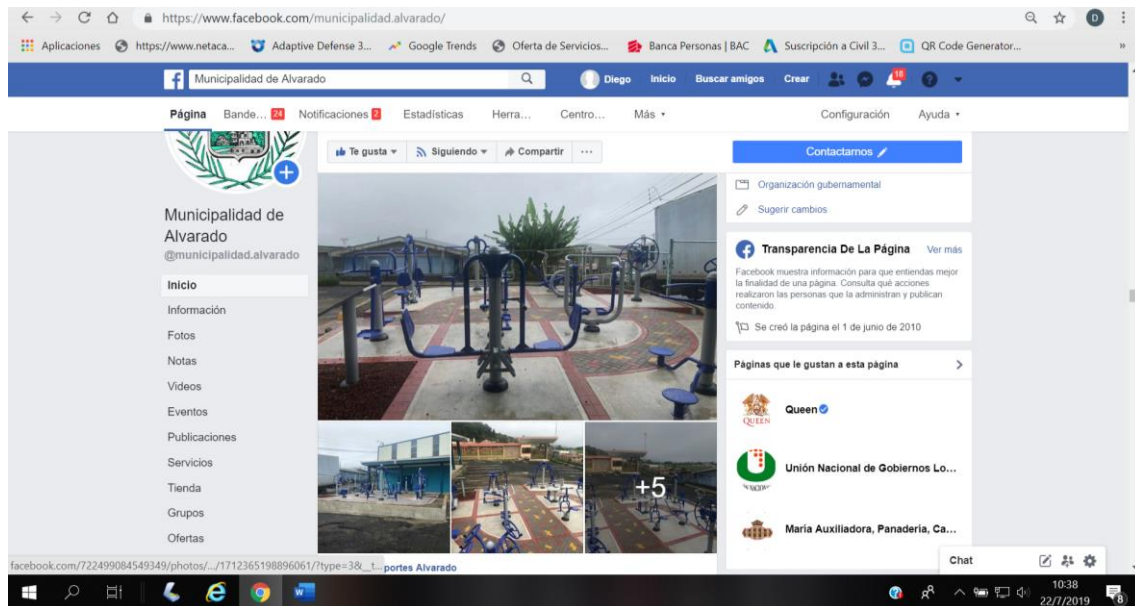 https://www.facebook.com/municipalidad.alvarado/
D
Aplicaciones https://www.netaca... Adaptive Defense 3... Google Trends Oferta de Servicios... Banca Personas | BAC Suscripción a Civil 3... QR Code Generator... »
Municipalidad de Alvarado
Diego Inicio Buscar amigos Crear 18
Página Bande... 24 Notificaciones 2 Estadísticas Herra... Centro... Más Configuración Ayuda
Te gusta Siguiendo Compartir ...
Contactarnos
Organización gubernamental
Sugerir cambios
Municipalidad de
Alvarado
@municipalidad.alvarado
Inicio
Información
Fotos
Notas
Videos
Eventos
Publicaciones
Servicios
Tienda
Grupos
Ofertas
+5
portes Alvarado
Transparencia De La Página Ver más
Facebook muestra información para que entiendas mejor
la finalidad de una página. Consulta qué acciones
realizaron las personas que la administran y publican
contenido.
Se creó la página el 1 de junio de 2010
Páginas que le gustan a esta página
QUEEN
Queen
Unión Nacional de Gobiernos Lo...
María Auxiliadora, Panadería, Ca...
Chat
facebook.com/722499084549349/photos/.../1712365198896061/?type=3&__t...
10:38
22/7/2019
8